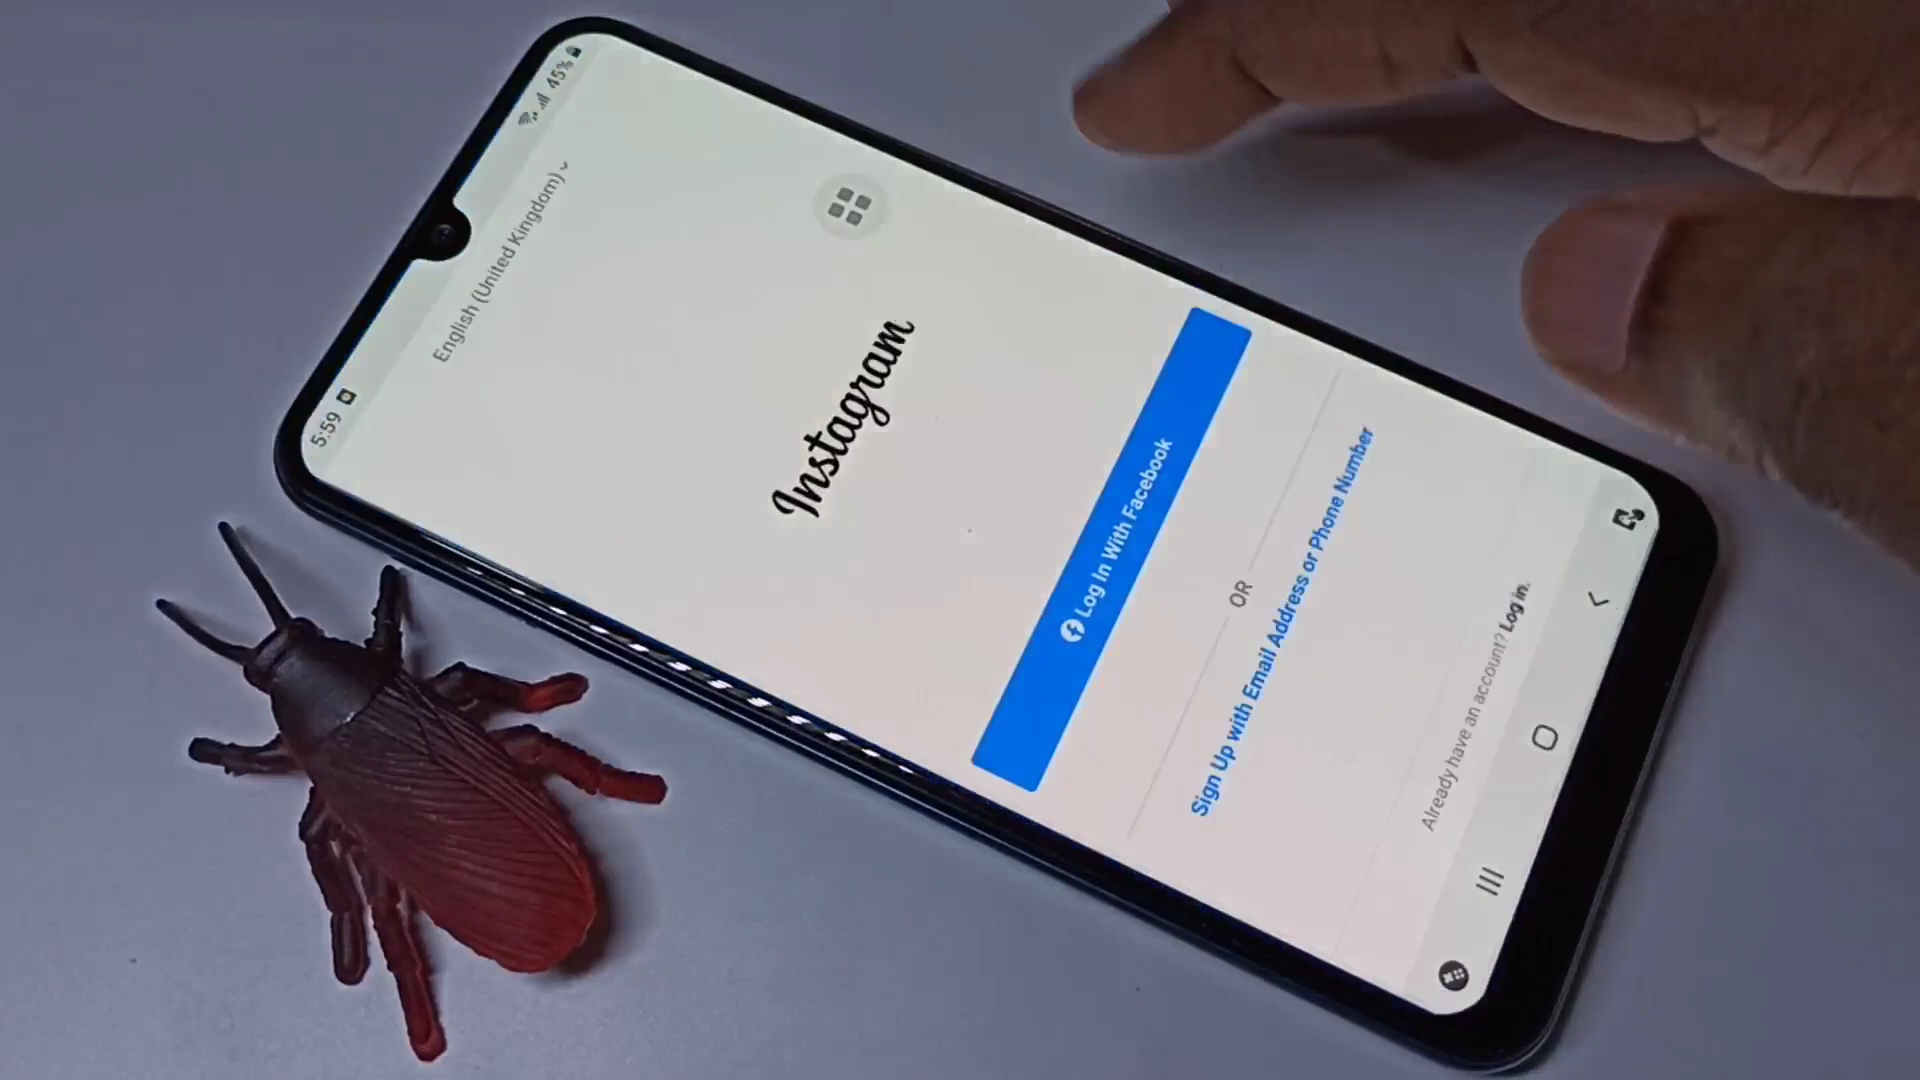 5:59
45%
English (United Kingdom)
Instagram
Log In With Facebook
OR
Sign Up with Email Address or Phone Number
Already have an account? Log in.